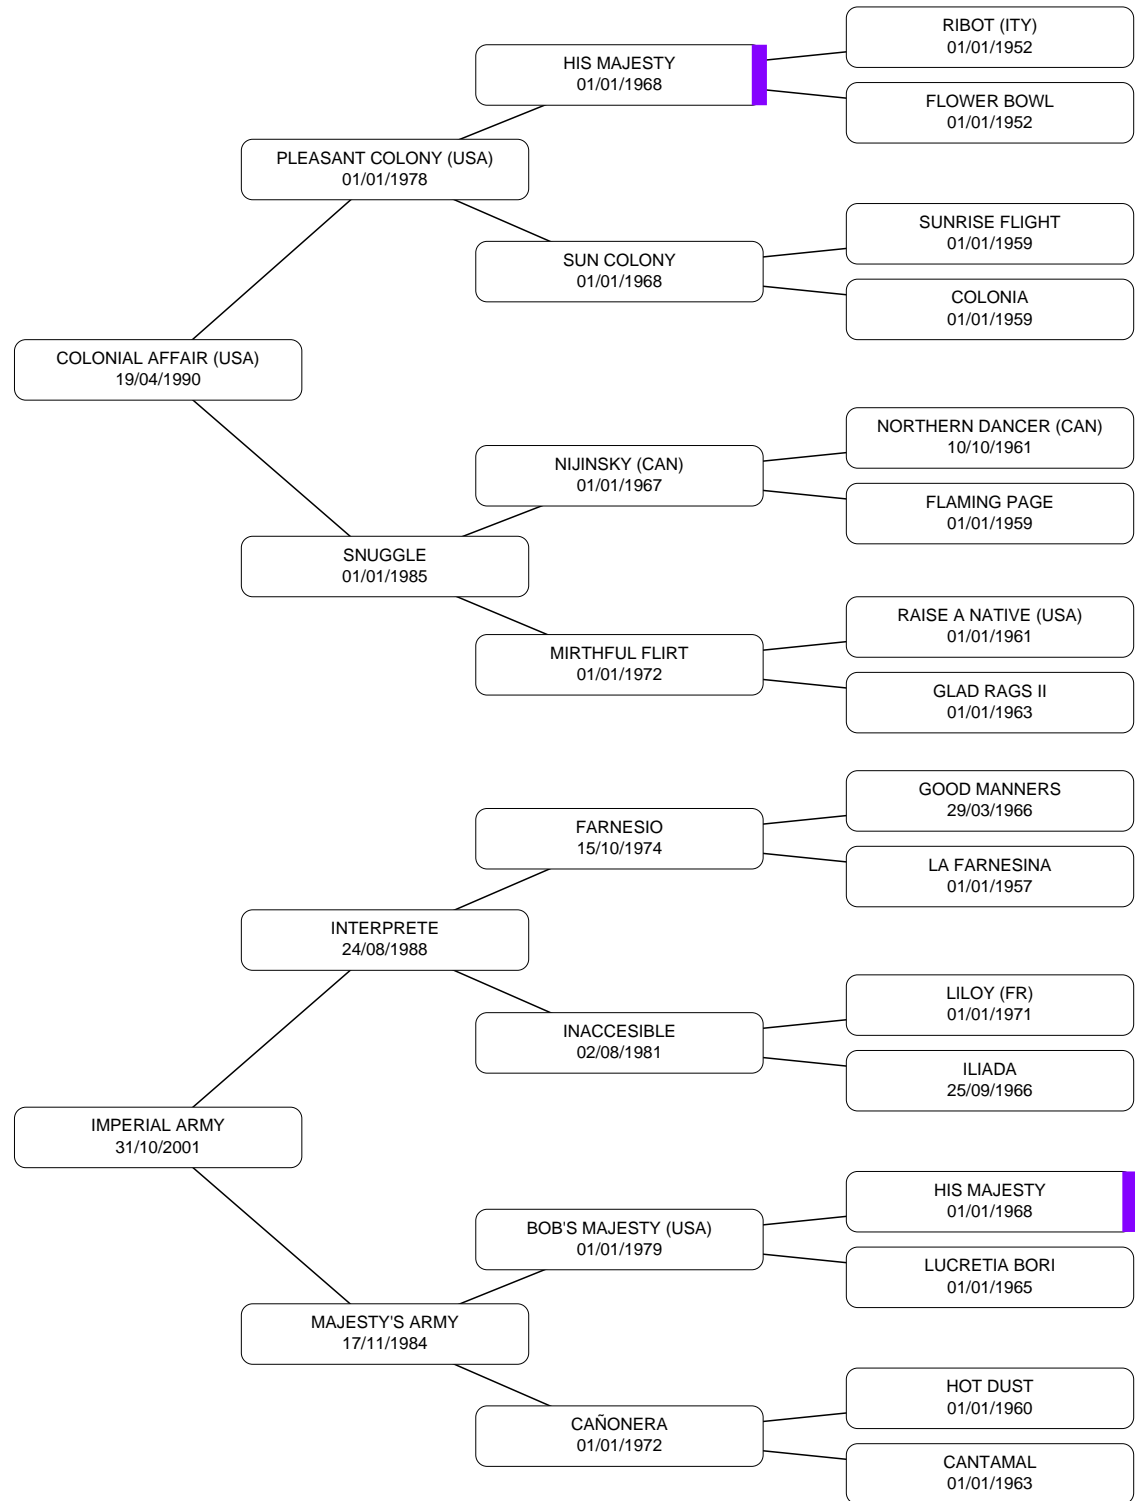 RIBOT (ITY)
01/01/1952
HIS MAJESTY
01/01/1968
FLOWER BOWL
01/01/1952
PLEASANT COLONY (USA)
01/01/1978
SUNRISE FLIGHT
01/01/1959
SUN COLONY
01/01/1968
COLONIA
01/01/1959
COLONIAL AFFAIR (USA)
19/04/1990
NORTHERN DANCER (CAN)
10/10/1961
NIJINSKY (CAN)
01/01/1967
FLAMING PAGE
01/01/1959
SNUGGLE
01/01/1985
RAISE A NATIVE (USA)
01/01/1961
MIRTHFUL FLIRT
01/01/1972
GLAD RAGS II
01/01/1963
GOOD MANNERS
29/03/1966
FARNESIO
15/10/1974
LA FARNESINA
01/01/1957
INTERPRETE
24/08/1988
LILOY (FR)
01/01/1971
INACCESIBLE
02/08/1981
ILIADA
25/09/1966
IMPERIAL ARMY
31/10/2001
HIS MAJESTY
01/01/1968
BOB'S MAJESTY (USA)
01/01/1979
LUCRETIA BORI
01/01/1965
MAJESTY'S ARMY
17/11/1984
HOT DUST
01/01/1960
CAÑONERA
01/01/1972
CANTAMAL
01/01/1963